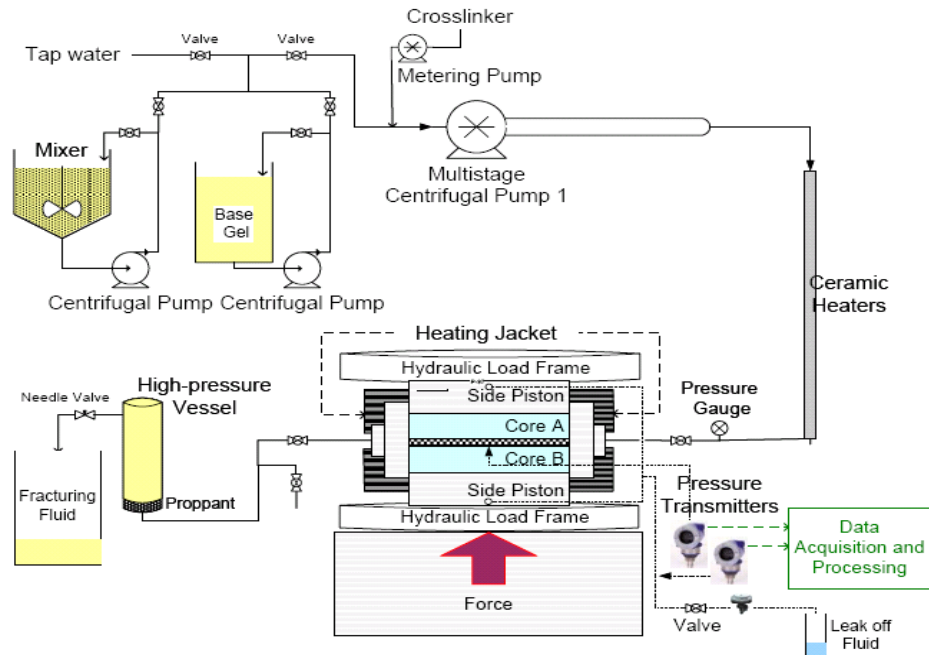 Crosslinker
Valve
Valve
Tap water
Metering Pump
Mixer
Multistage
Centrifugal Pump 1
Base
Gel
Centrifugal Pump
Centrifugal Pump
Ceramic
Heaters
Heating Jacket
Hydraulic Load Frame
High-pressure
Vessel
Needle Valve
Side Piston
Pressure
Gauge
Core A
Core B
Fracturing
Fluid
Proppant
Side Piston
Pressure
Transmitters
Hydraulic Load Frame
Data
Acquisition and
Processing
Force
Valve
Leak off
Fluid